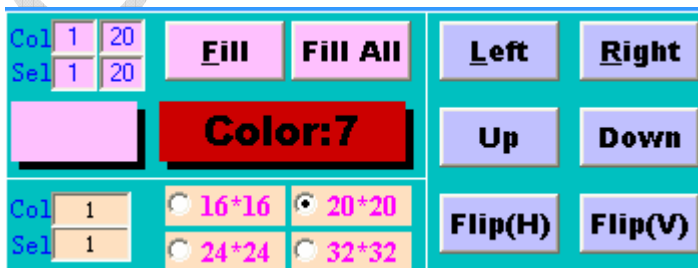 Col 1 20
Sel 1 20
Fill Fill All
Left Right
Color:7
Up Down
Col 1
Sel 1
16*16 20*20
24*24 32*32
Flip(H) Flip(V)